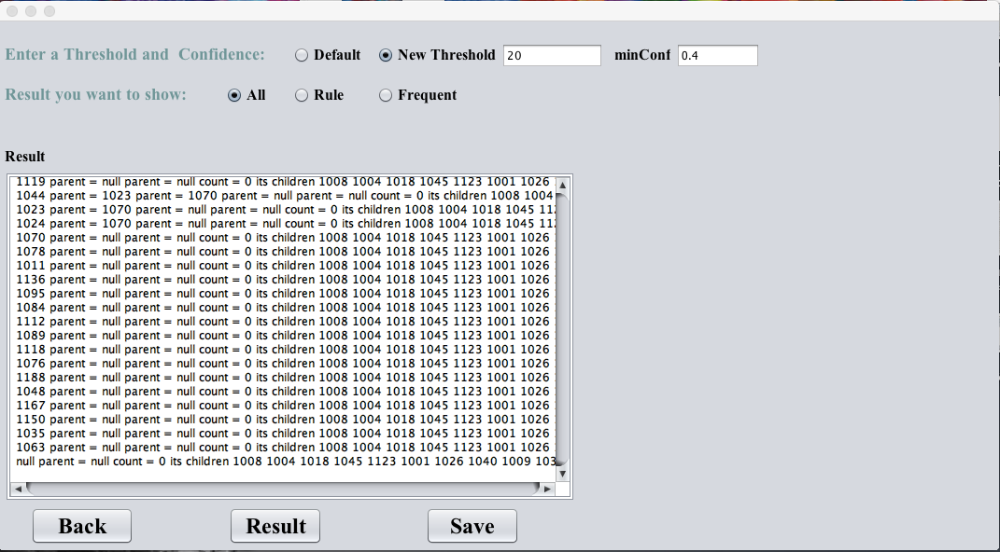 Enter a Threshold and Confidence: Default New Threshold 20 minConf 0.4
Result you want to show: All Rule Frequent
Result
1119 parent = null parent = null count = 0 its children 1008 1004 1018 1045 1123 1001 1026
1044 parent = 1023 parent = 1070 parent = null parent = null count = 0 its children 1008 1004
1023 parent = 1070 parent = null parent = null count = 0 its children 1008 1004 1018 1045
1024 parent = 1070 parent = null parent = null count = 0 its children 1008 1004 1018 1045
1070 parent = null parent = null count = 0 its children 1008 1004 1018 1045 1123 1001 1026
1078 parent = null parent = null count = 0 its children 1008 1004 1018 1045 1123 1001 1026
1011 parent = null parent = null count = 0 its children 1008 1004 1018 1045 1123 1001 1026
1136 parent = null parent = null count = 0 its children 1008 1004 1018 1045 1123 1001 1026
1095 parent = null parent = null count = 0 its children 1008 1004 1018 1045 1123 1001 1026
1084 parent = null parent = null count = 0 its children 1008 1004 1018 1045 1123 1001 1026
1112 parent = null parent = null count = 0 its children 1008 1004 1018 1045 1123 1001 1026
1089 parent = null parent = null count = 0 its children 1008 1004 1018 1045 1123 1001 1026
1118 parent = null parent = null count = 0 its children 1008 1004 1018 1045 1123 1001 1026
1076 parent = null parent = null count = 0 its children 1008 1004 1018 1045 1123 1001 1026
1188 parent = null parent = null count = 0 its children 1008 1004 1018 1045 1123 1001 1026
1048 parent = null parent = null count = 0 its children 1008 1004 1018 1045 1123 1001 1026
1167 parent = null parent = null count = 0 its children 1008 1004 1018 1045 1123 1001 1026
1150 parent = null parent = null count = 0 its children 1008 1004 1018 1045 1123 1001 1026
1035 parent = null parent = null count = 0 its children 1008 1004 1018 1045 1123 1001 1026
1063 parent = null parent = null count = 0 its children 1008 1004 1018 1045 1123 1001 1026
null parent = null count = 0 its children 1008 1004 1018 1045 1123 1001 1026 1040 1009
Back Result Save